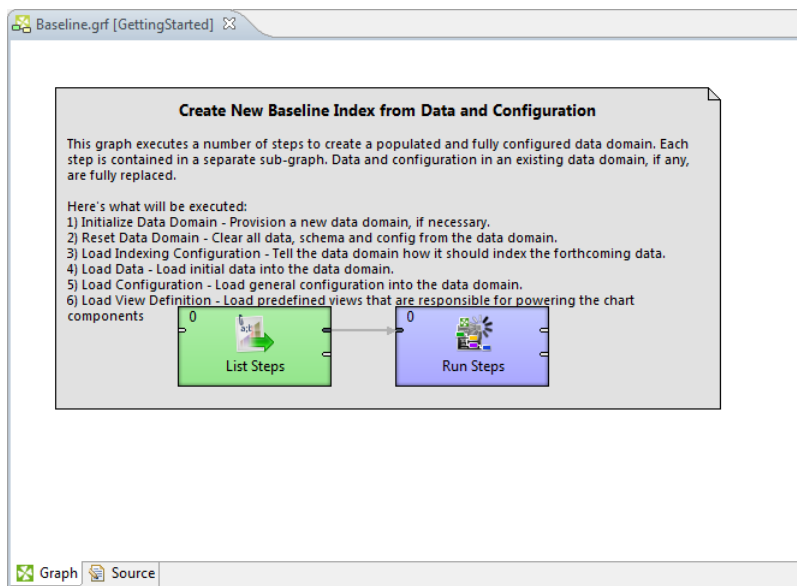 Baseline.grf [GettingStarted]
Create New Baseline Index from Data and Configuration
This graph executes a number of steps to create a populated and fully configured data domain. Each
step is contained in a separate sub-graph. Data and configuration in an existing data domain, if any,
are fully replaced.
Here's what will be executed:
1) Initialize Data Domain - Provision a new data domain, if necessary.
2) Reset Data Domain - Clear all data, schema and config from the data domain.
3) Load Indexing Configuration - Tell the data domain how it should index the forthcoming data.
4) Load Data - Load initial data into the data domain.
5) Load Configuration - Load general configuration into the data domain.
6) Load View Definition - Load predefined views that are responsible for powering the chart
components
0
a;b
List Steps
0
Run Steps
Graph
Source